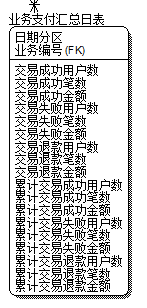 业务支付汇总日表
日期分区
业务编号 (FK)
交易成功用户数
交易成功笔数
交易成功金额
交易失败用户数
交易失败笔数
交易失败金额
交易退款用户数
交易退款笔数
交易退款金额
累计交易成功用户数
累计交易成功笔数
累计交易成功金额
累计交易失败用户数
累计交易失败笔数
累计交易失败金额
累计交易退款用户数
累计交易退款笔数
累计交易退款金额